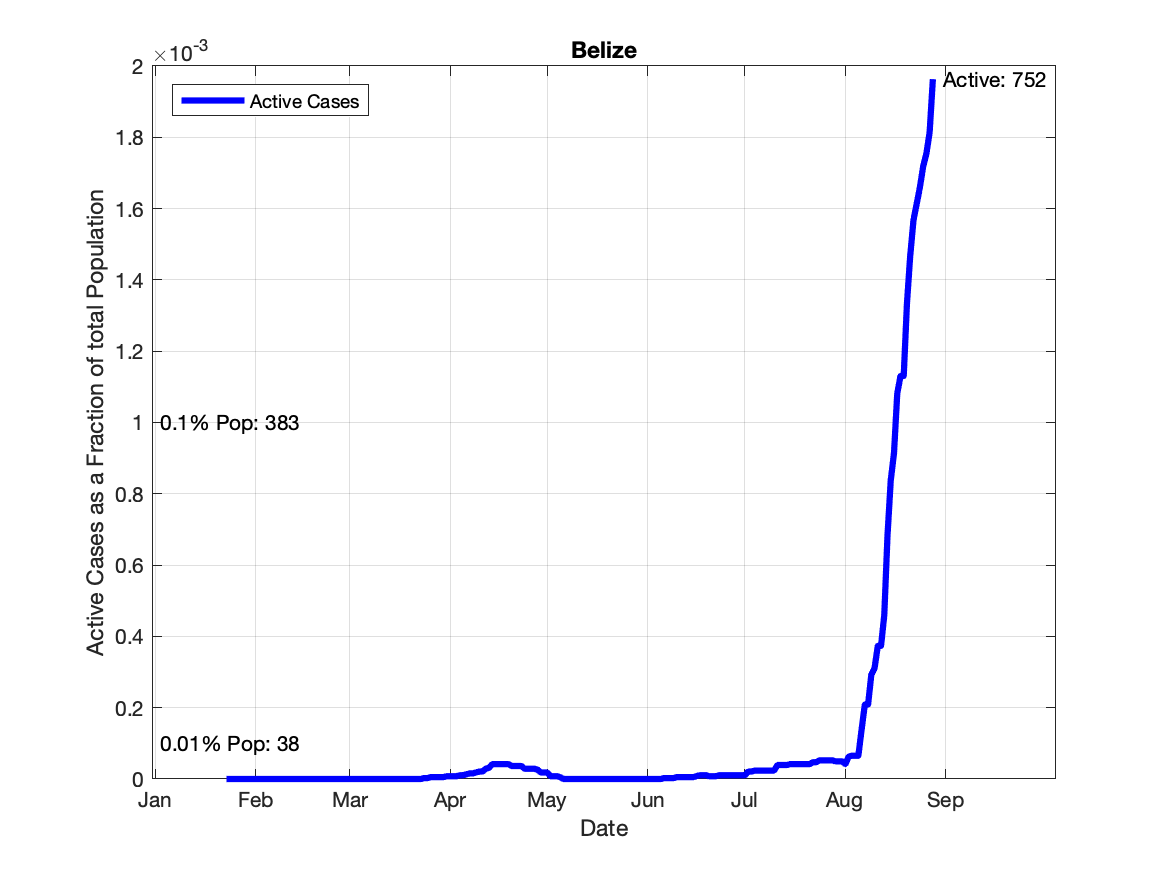 Belize
×10-3
2
1.8
1.6
1.4
1.2
1
0.8
0.6
0.4
0.2
0
Active Cases as a Fraction of total Population
Active Cases
Active: 752
0.1% Pop: 383
0.01% Pop: 38
Jan Feb Mar Apr May Jun Jul Aug Sep
Date